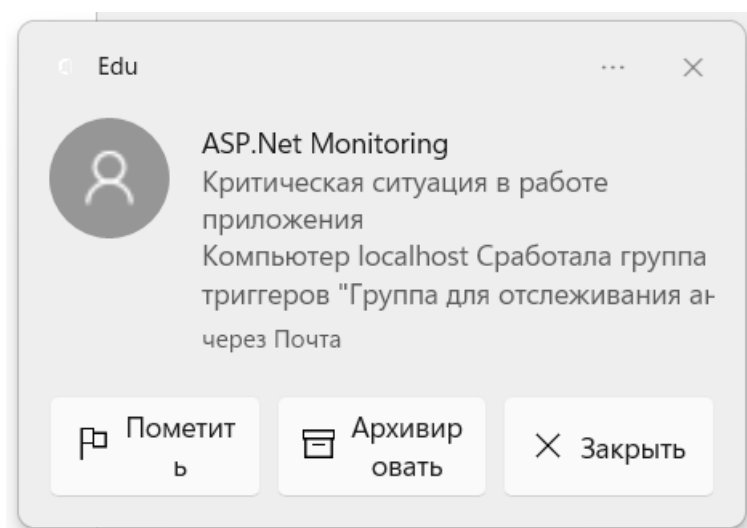 Edu
ASP.Net Monitoring
Критическая ситуация в работе
приложения
Компьютер localhost Сработала группа
триггеров "Группа для отслеживания ан
через Почта
Пометит
ь
Архивир
овать
Закрыть